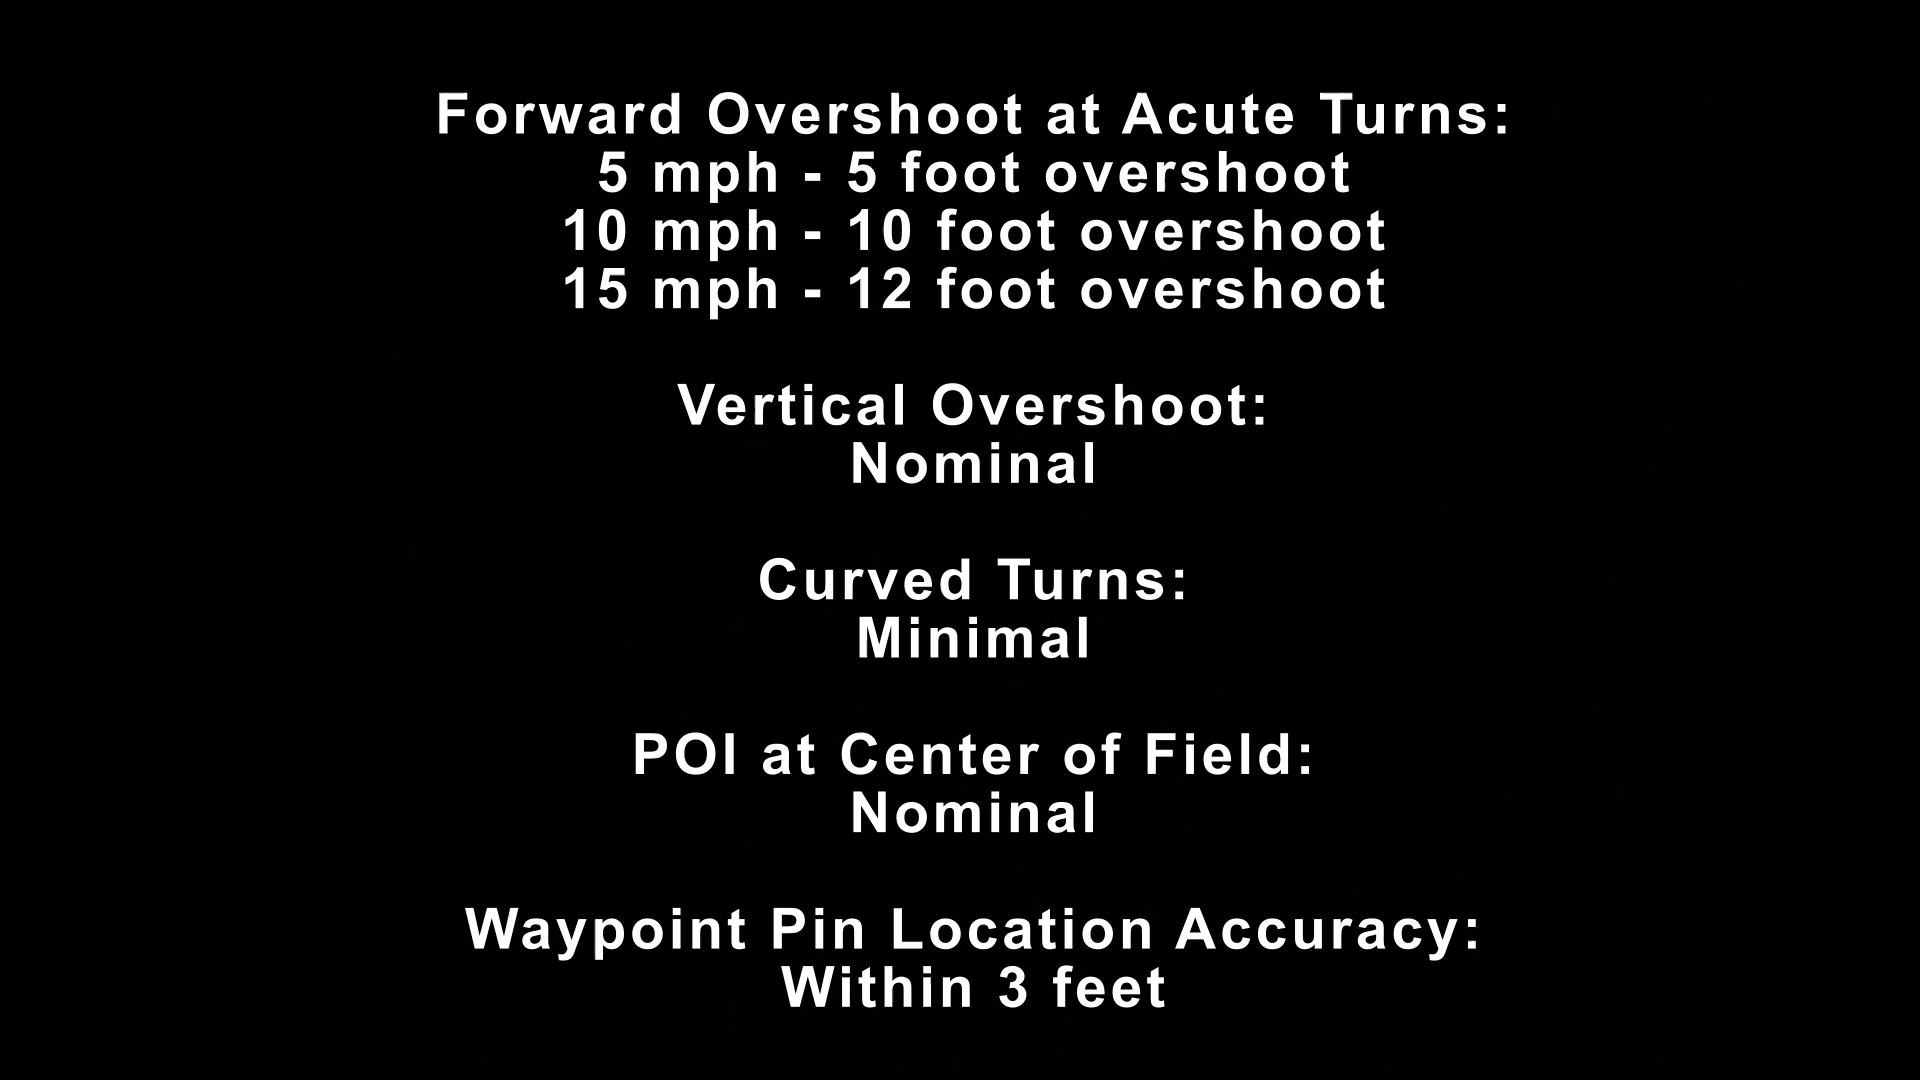 Forward Overshoot at Acute Turns:
5 mph - 5 foot overshoot
10 mph - 10 foot overshoot
15 mph - 12 foot overshoot
Vertical Overshoot:
Nominal
Curved Turns:
Minimal
POI at Center of Field:
Nominal
Waypoint Pin Location Accuracy:
Within 3 feet